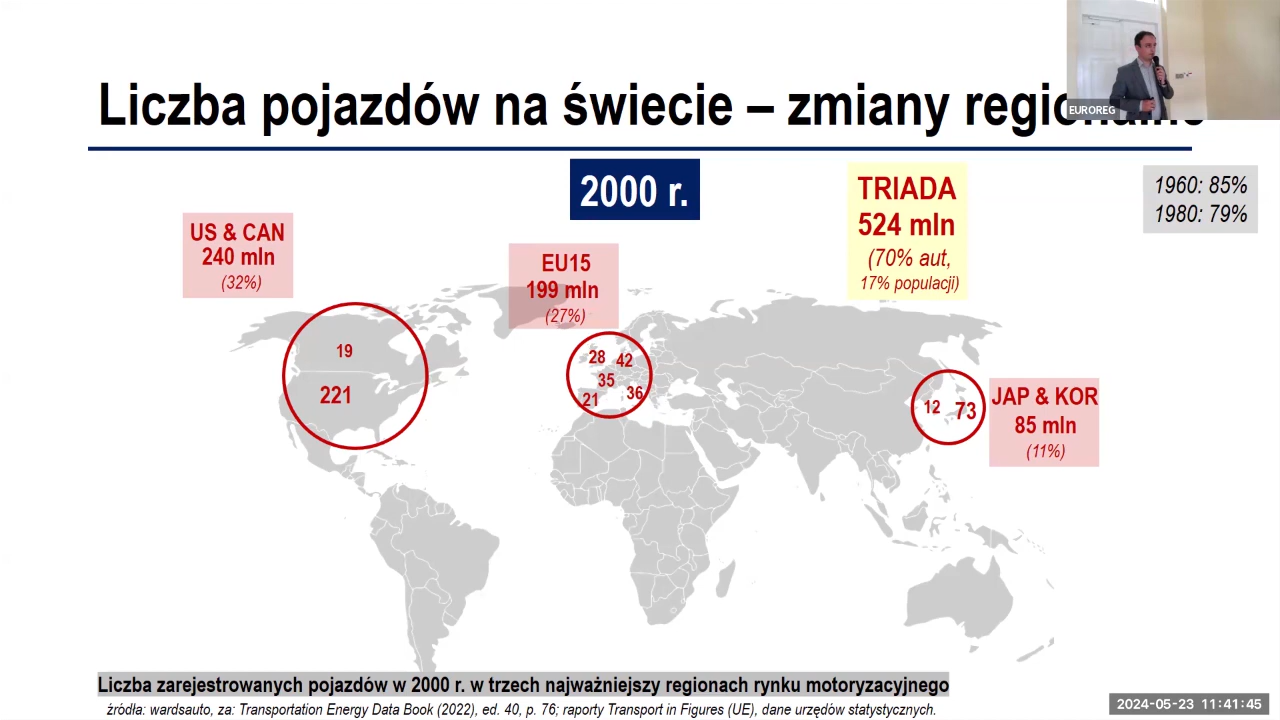 Liczba pojazdów na świecie – zmiany regionalne
EUROREG
2000 r.
TRIADA
524 mln
(70% aut,
17% populacji)
1960: 85%
1980: 79%
US & CAN
240 mln
(32%)
EU15
199 mln
(27%)
19
221
28
42
35
21
36
12
73
JAP & KOR
85 mln
(11%)
Liczba zarejestrowanych pojazdów w 2000 r. w trzech najważniejszy regionach rynku motoryzacyjnego
źródła: wardsauto, za: Transportation Energy Data Book (2022), ed. 40, p. 76; raporty Transport in Figures (UE), dane urzędów statystycznych.
2024-05-23 11:41:45